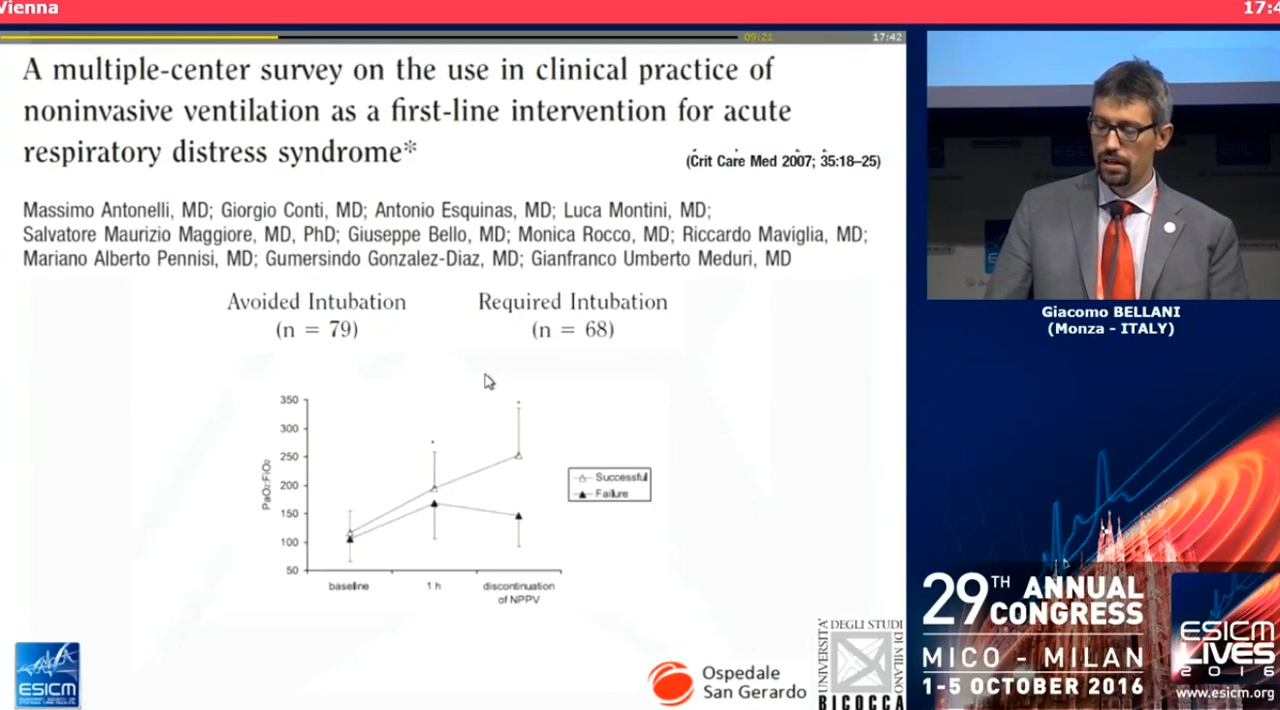 Vienna
17:4
09:21
17:42
A multiple-center survey on the use in clinical practice of
noninvasive ventilation as a first-line intervention for acute
respiratory distress syndrome*
(Crit Care Med 2007; 35:18–25)
Massimo Antonelli, MD; Giorgio Conti, MD; Antonio Esquinas, MD; Luca Montini, MD;
Salvatore Maurizio Maggiore, MD, PhD; Giuseppe Bello, MD; Monica Rocco, MD; Riccardo Maviglia, MD;
Mariano Alberto Pennisi, MD; Gumersindo Gonzalez-Diaz, MD; Gianfranco Umberto Meduri, MD
Avoided Intubation
(n = 79)
Required Intubation
(n = 68)
PaO2:FiO2
350
300
250
200
150
100
50
baseline
1 h
discontinuation
of NPPV
Successful
Failure
ESICM
Ospedale
San Gerardo
UNIVERSITA'
DEGLI STUDI
DI MILANO
BICOCCA
Giacomo BELLANI
(Monza - ITALY)
29TH ANNUAL
CONGRESS
MICO - MILAN
1-5 OCTOBER 2016
ESICM
LIVES
2016
www.esicm.org